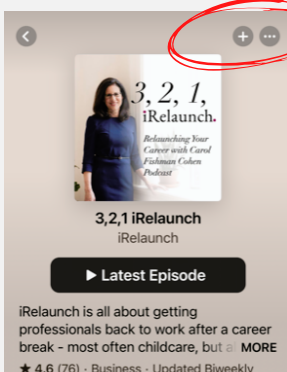 3, 2, 1,
iRelaunch.
Relaunching Your
Career with Carol
Fishman Cohen
Podcast
3,2,1 iRelaunch
iRelaunch
Latest Episode
iRelaunch is all about getting
professionals back to work after a career
break - most often childcare, but a MORE
★ 4.6 (76) · Business · Updated Biweekly